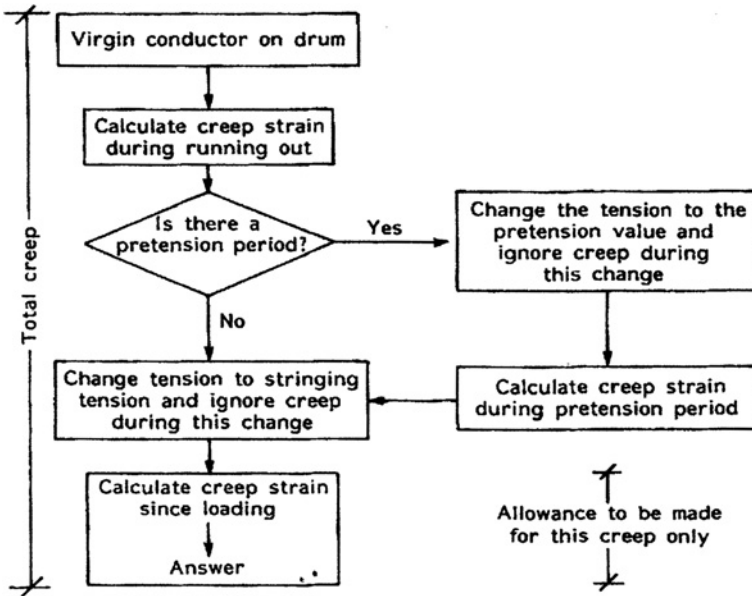 Virgin conductor on drum
Calculate creep strain
during running out
Is there a
pretension period?
Yes
Change the tension to the
pretension value and
ignore creep during
this change
No
Total creep
Change tension to stringing
tension and ignore creep
during this change
Calculate creep strain
during pretension period
Calculate creep strain
since loading
Answer
Allowance to be made
for this creep only